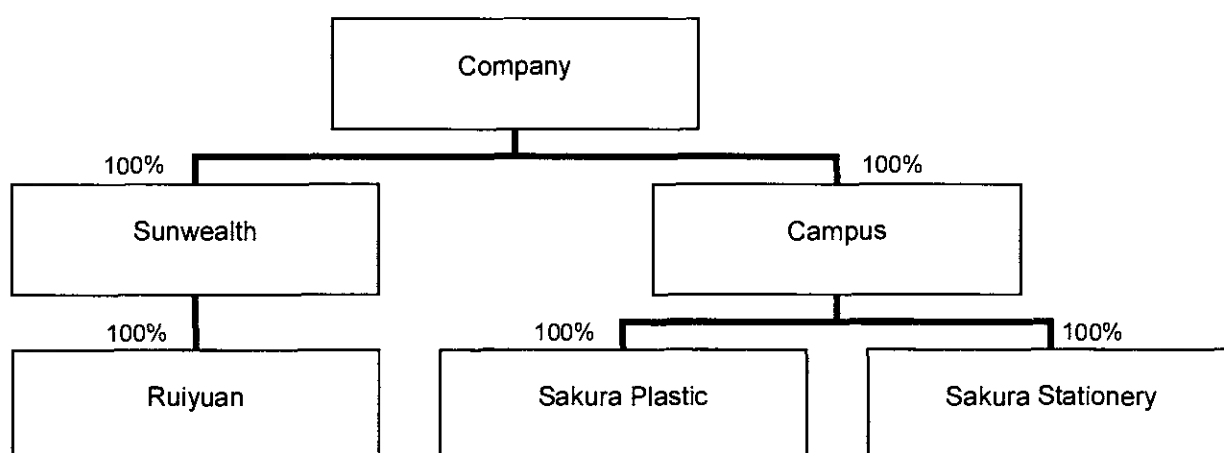 Company
100%
100%
Sunwealth
Campus
100%
100%
100%
Ruiyuan
Sakura Plastic
Sakura Stationery